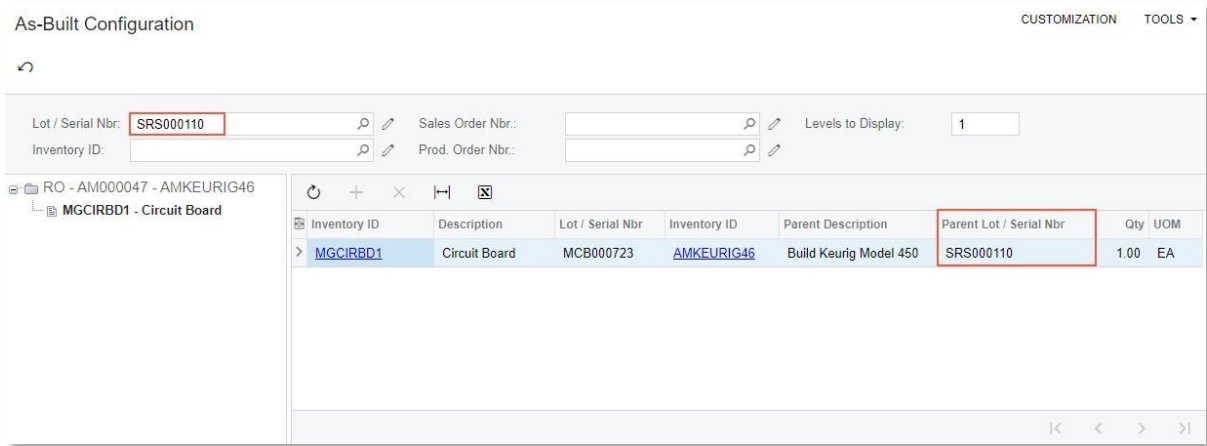 As-Built Configuration
CUSTOMIZATION TOOLS
Lot / Serial Nbr: SRS000110 Sales Order Nbr.: Levels to Display: 1
Inventory ID: Prod. Order Nbr.:
RO - AM000047 - AMKEURIG46
MGCIRBD1 - Circuit Board
Inventory ID Description Lot / Serial Nbr Inventory ID Parent Description Parent Lot / Serial Nbr Qty UOM
MGCIRBD1 Circuit Board MCB000723 AMKEURIG46 Build Keurig Model 450 SRS000110 1.00 EA